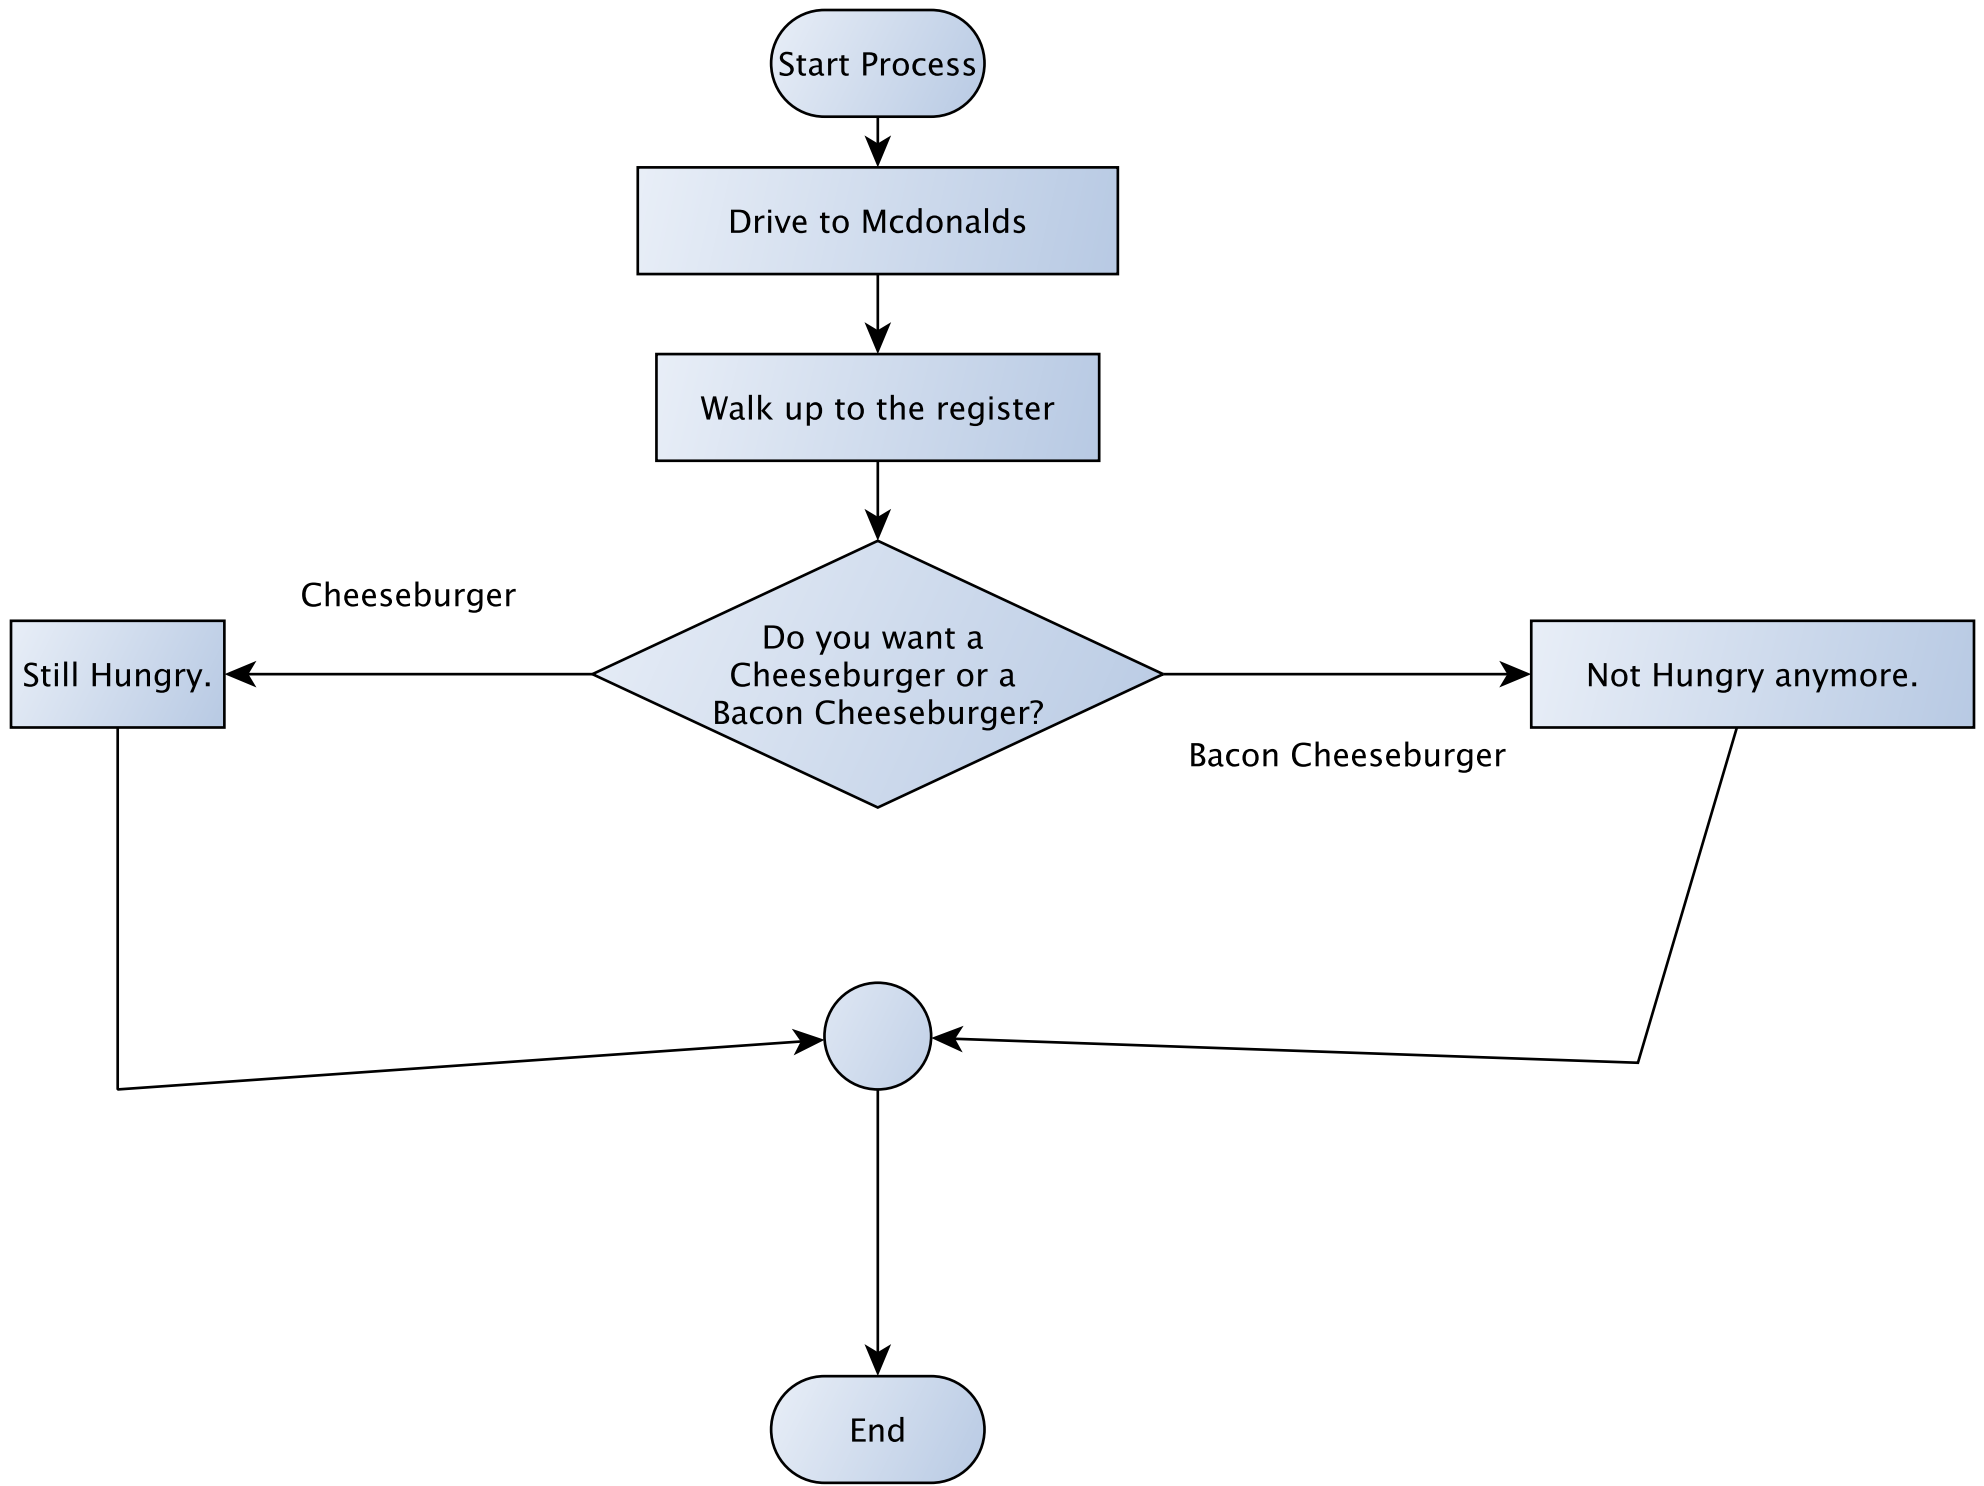 Start Process
Drive to Mcdonalds
Walk up to the register
Cheeseburger
Still Hungry.
Do you want a
Cheeseburger or a
Bacon Cheeseburger?
Not Hungry anymore.
Bacon Cheeseburger
End